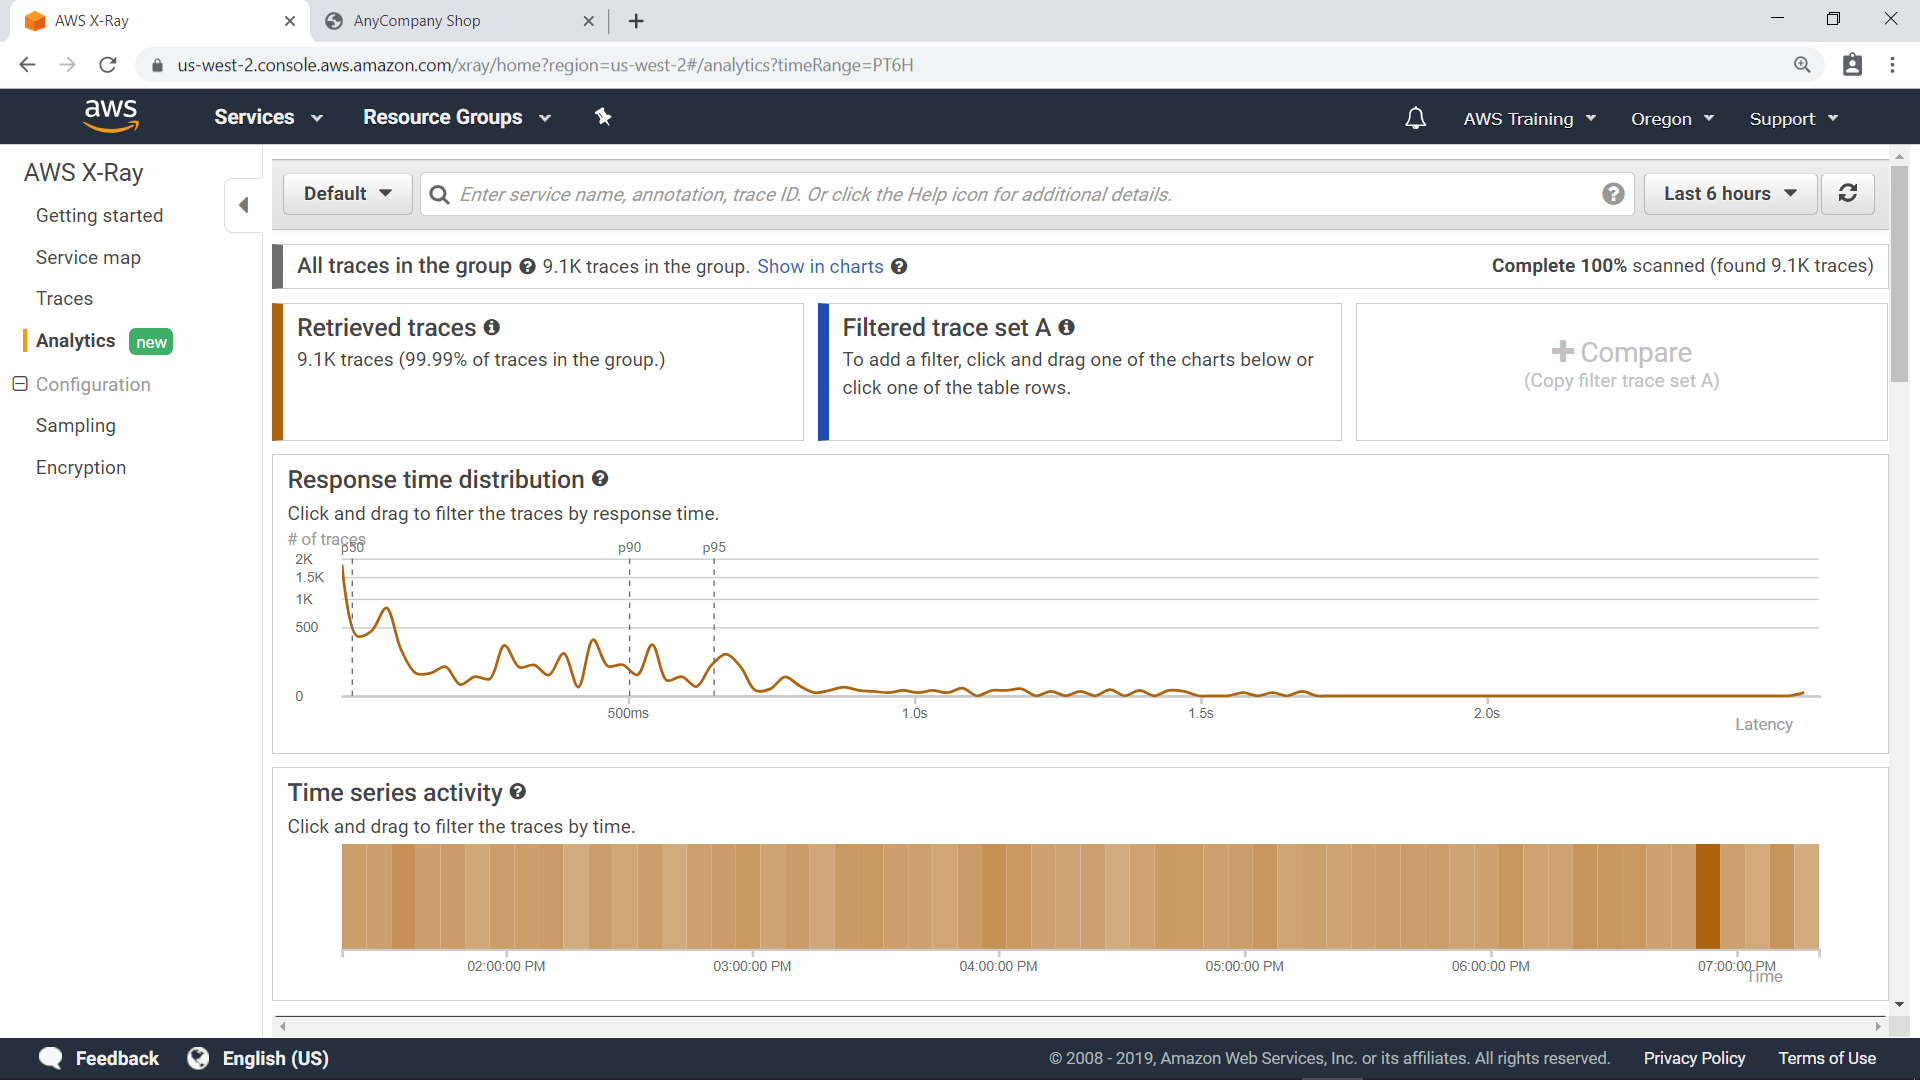 AWS X-Ray
AnyCompany Shop
us-west-2.console.aws.amazon.com/xray/home?region=us-west-2#/analytics?timeRange=PT6H
aws
Services
Resource Groups
AWS Training
Oregon
Support
AWS X-Ray
Getting started
Service map
Traces
Analytics new
Configuration
Sampling
Encryption
Default
Enter service name, annotation, trace ID. Or click the Help icon for additional details.
Last 6 hours
All traces in the group 9.1K traces in the group. Show in charts
Complete 100% scanned (found 9.1K traces)
Retrieved traces
9.1K traces (99.99% of traces in the group.)
Filtered trace set A
To add a filter, click and drag one of the charts below or
click one of the table rows.
Compare
(Copy filter trace set A)
Response time distribution
Click and drag to filter the traces by response time.
# of traces
p50 p90 p95
2K
1.5K
1K
500
0
500ms 1.0s 1.5s 2.0s
Latency
Time series activity
Click and drag to filter the traces by time.
02:00:00 PM 03:00:00 PM 04:00:00 PM 05:00:00 PM 06:00:00 PM 07:00:00 PM
Time
Feedback
English (US)
© 2008 - 2019, Amazon Web Services, Inc. or its affiliates. All rights reserved.
Privacy Policy
Terms of Use